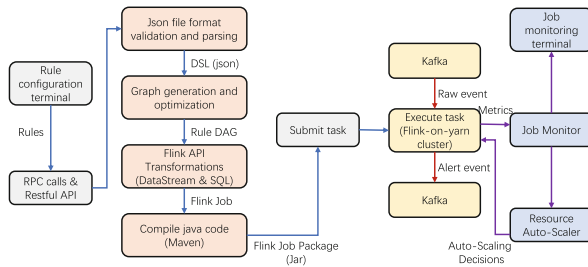 Rule
configuration
terminal
Rules
RPC calls &
Restful API
Json file format
validation and parsing
DSL (json)
Graph generation and
optimization
Rule DAG
Flink API
Transformations
(DataStream & SQL)
Flink Job
Compile java code
(Maven)
Flink Job Package
(Jar)
Submit task
Kafka
Raw event
Execute task
(Flink-on-yarn
cluster)
Alert event
Kafka
Metrics
Job
monitoring
terminal
Job Monitor
Resource
Auto-Scaler
Auto-Scaling
Decisions